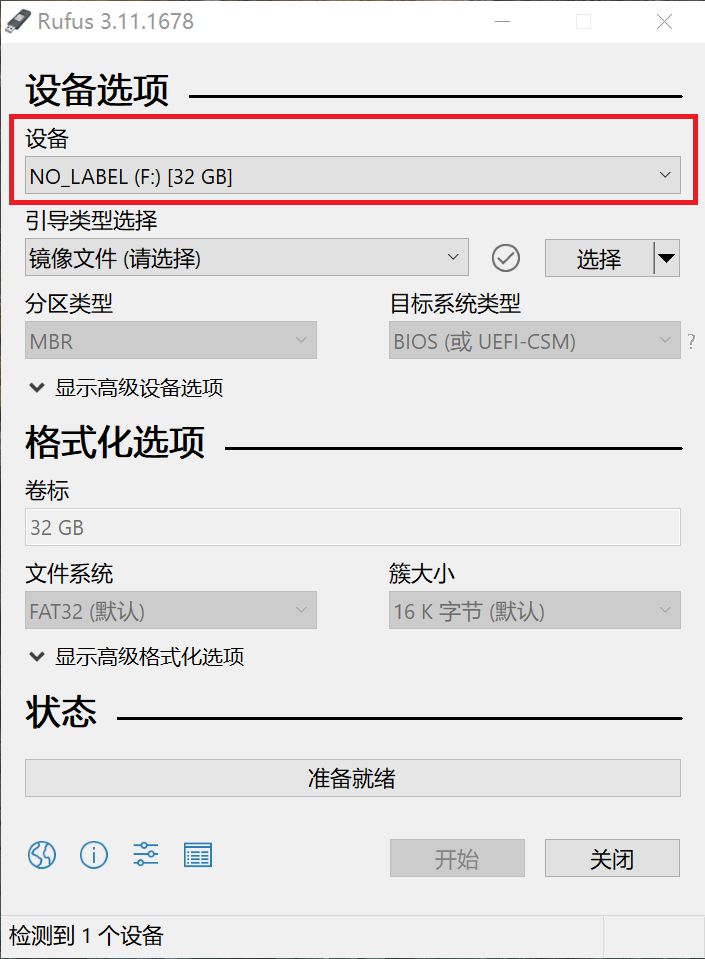 Rufus 3.11.1678
设备选项
设备
NO_LABEL (F:) [32 GB]
引导类型选择
镜像文件 (请选择)
选择
分区类型
目标系统类型
MBR
BIOS (或 UEFI-CSM)
?
显示高级设备选项
格式化选项
卷标
32 GB
文件系统
簇大小
FAT32 (默认)
16 K 字节 (默认)
显示高级格式化选项
状态
准备就绪
开始
关闭
检测到 1 个设备